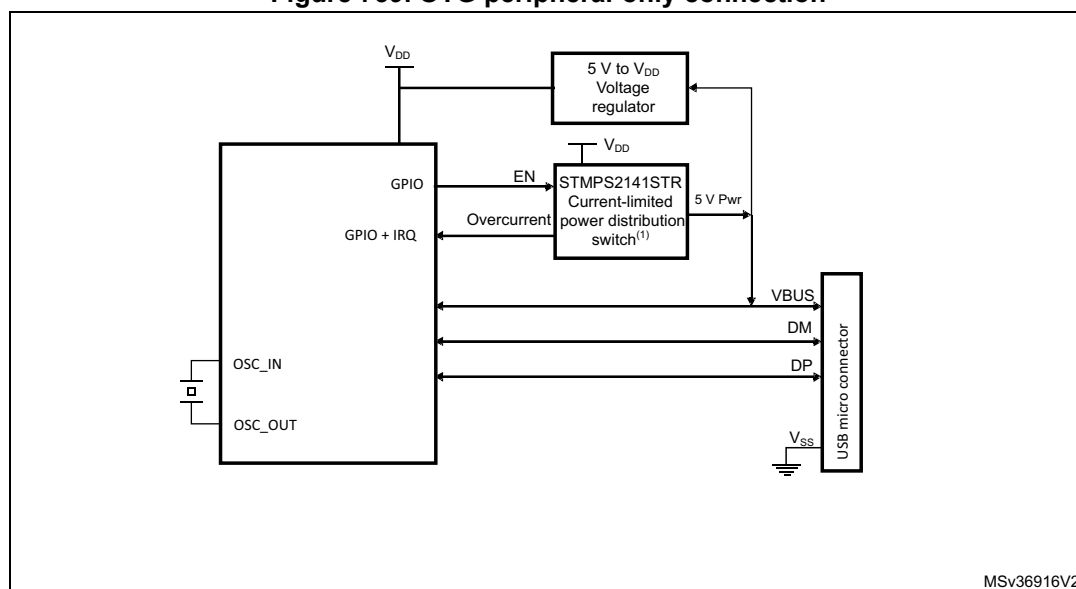 Figure 733. OTG peripheral-only connection
VDD
5 V to VDD
Voltage
regulator
VDD
GPIO
EN
STMPS2141STR
Current-limited
power distribution
switch(1)
5 V Pwr
Overcurrent
GPIO + IRQ
VBUS
DM
DP
OSC_IN
OSC_OUT
VSS
USB micro connector
MSv36916V2